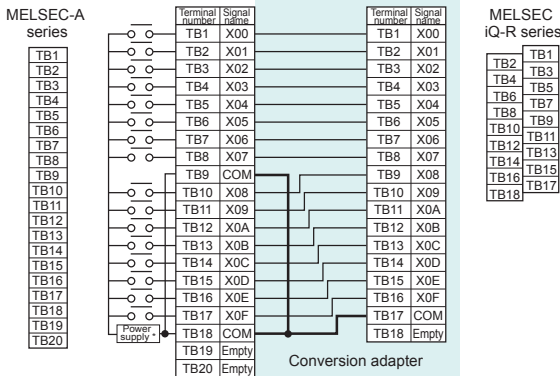 MELSEC-A
series
TB1
TB2
TB3
TB4
TB5
TB6
TB7
TB8
TB9
TB10
TB11
TB12
TB13
TB14
TB15
TB16
TB17
TB18
TB19
TB20
Power
supply *
Terminal number Signal name
TB1 X00
TB2 X01
TB3 X02
TB4 X03
TB5 X04
TB6 X05
TB7 X06
TB8 X07
TB9 COM
TB10 X08
TB11 X09
TB12 X0A
TB13 X0B
TB14 X0C
TB15 X0D
TB16 X0E
TB17 X0F
TB18 COM
TB19 Empty
TB20 Empty
Conversion adapter
Terminal number Signal name
TB1 X00
TB2 X01
TB3 X02
TB4 X03
TB5 X04
TB6 X05
TB7 X06
TB8 X07
TB9 X08
TB10 X09
TB11 X0A
TB12 X0B
TB13 X0C
TB14 X0D
TB15 X0E
TB16 X0F
TB17 COM
TB18 Empty
MELSEC
iQ-R series
TB1
TB2
TB3
TB4
TB5
TB6
TB7
TB8
TB9
TB10
TB11
TB12
TB13
TB14
TB15
TB16
TB17
TB18